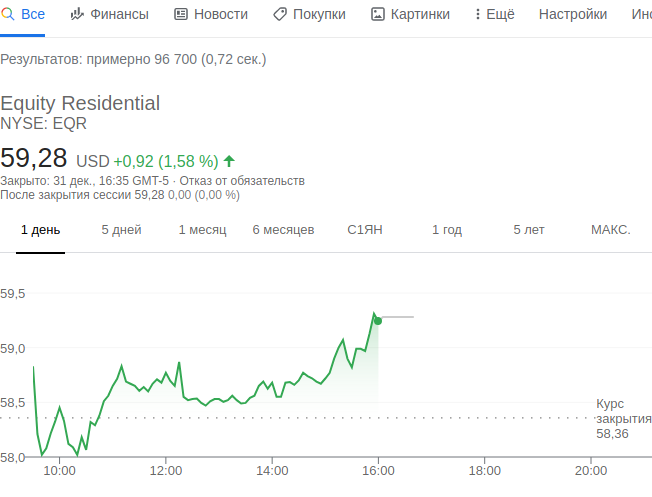 Все Финансы Новости Покупки Картинки Ещё Настройки Инс
Результатов: примерно 96 700 (0,72 сек.)
Equity Residential
NYSE: EQR
59,28 USD +0,92 (1,58 %)
Закрыто: 31 дек., 16:35 GMT-5 · Отказ от обязательств
После закрытия сессии 59,28 0,00 (0,00 %)
1 день 5 дней 1 месяц 6 месяцев С1ЯН 1 год 5 лет МАКС.
59,5
59,0
58,5
Курс
закрытия
58,36
58,0
10:00 12:00 14:00 16:00 18:00 20:00